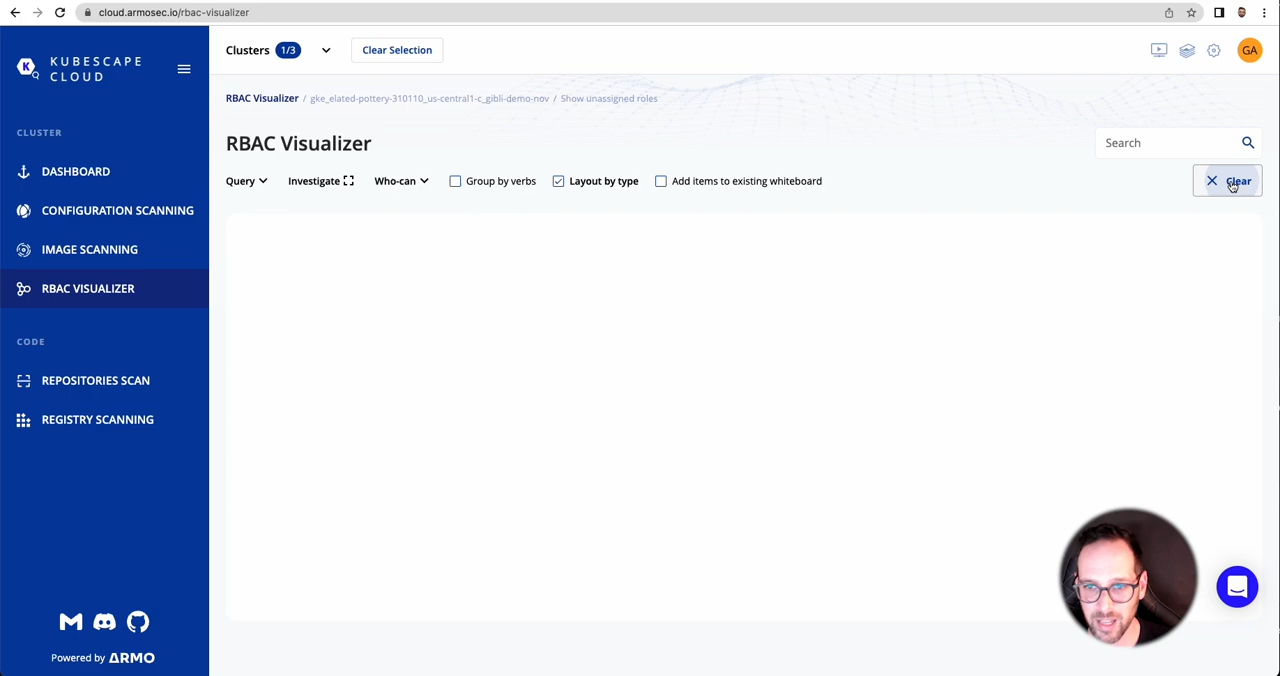 cloud.armosec.io/rbac-visualizer
KUBESCAPE
CLOUD
Clusters 1/3 Clear Selection
GA
RBAC Visualizer / gke_elated-pottery-310110_us-central1-c_gibli-demo-nov / Show unassigned roles
CLUSTER
RBAC Visualizer
Search
DASHBOARD
Query Investigate Who-can Group by verbs Layout by type Add items to existing whiteboard Clear
CONFIGURATION SCANNING
IMAGE SCANNING
RBAC VISUALIZER
CODE
REPOSITORIES SCAN
REGISTRY SCANNING
Powered by ARMO